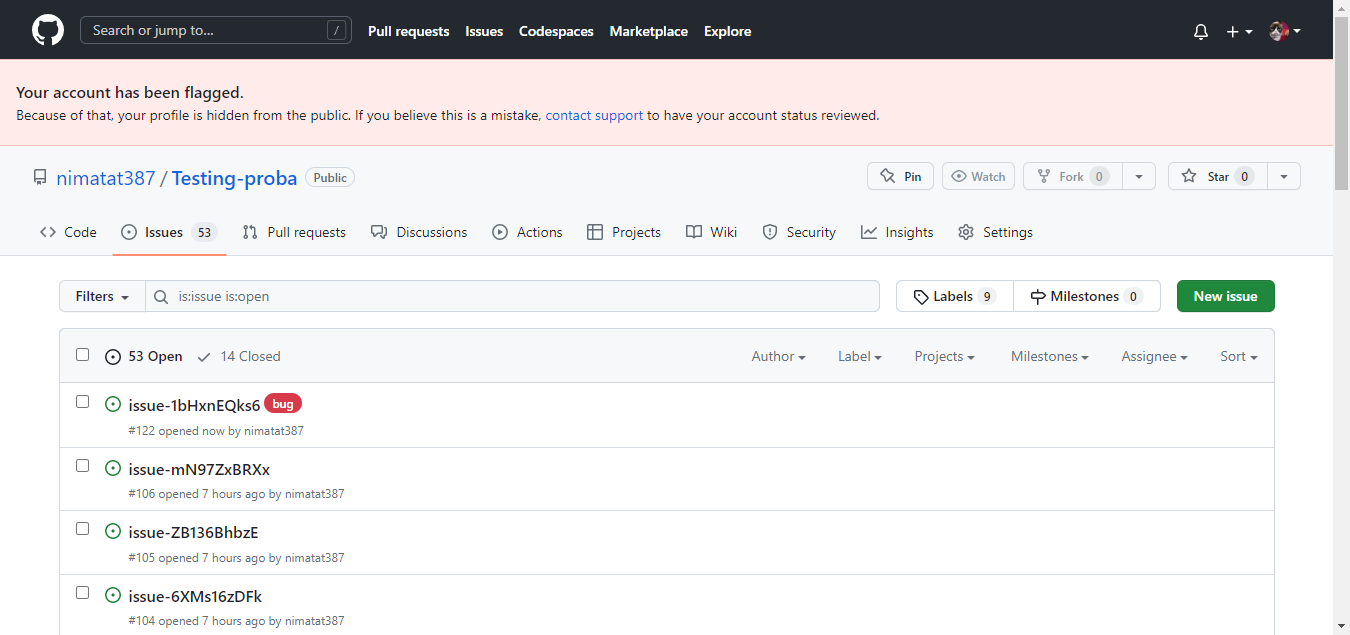 Search or jump to... / Pull requests Issues Codespaces Marketplace Explore
Your account has been flagged.
Because of that, your profile is hidden from the public. If you believe this is a mistake, contact support to have your account status reviewed.
nimatat387 / Testing-proba Public Pin Watch Fork 0 Star 0
Code Issues 53 Pull requests Discussions Actions Projects Wiki Security Insights Settings
Filters is:issue is:open Labels 9 Milestones 0 New issue
53 Open 14 Closed Author Label Projects Milestones Assignee Sort
issue-1bHxnEQks6 bug
#122 opened now by nimatat387
issue-mN97ZxBRXx
#106 opened 7 hours ago by nimatat387
issue-ZB136BhbzE
#105 opened 7 hours ago by nimatat387
issue-6XMs16zDFk
#104 opened 7 hours ago by nimatat387